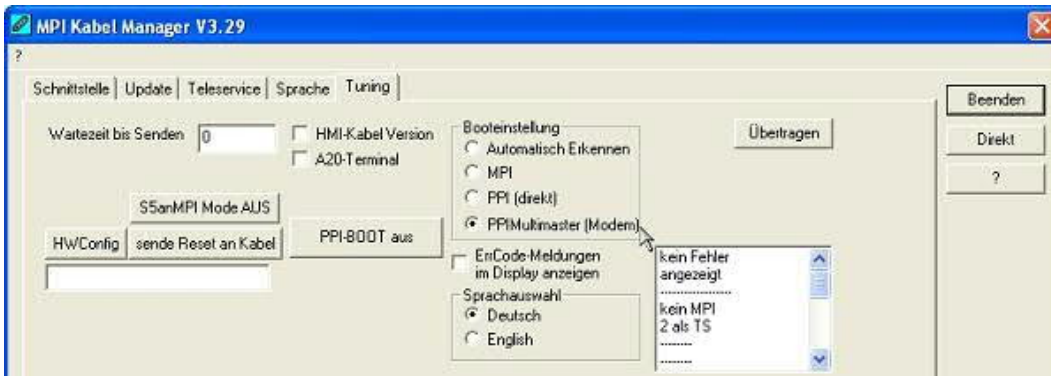 MPI Kabel Manager V3.29
?
Schnittstelle Update Teleservice Sprache Tuning
Beenden
Direkt
?
Wartezeit bis Senden 0
HMI-Kabel Version
A20-Terminal
Booteinstellung
Automatisch Erkennen
MPI
PPI (direkt)
PPIMultimaster (Modem)
Übertragen
S5anMPI Mode AUS
HWConfig sende Reset an Kabel
PPI-BOOT aus
ErrCode-Meldungen
im Display anzeigen
Sprachauswahl
Deutsch
English
kein Fehler
angezeigt
------------------
kein MPI
2 als TS
--------
--------